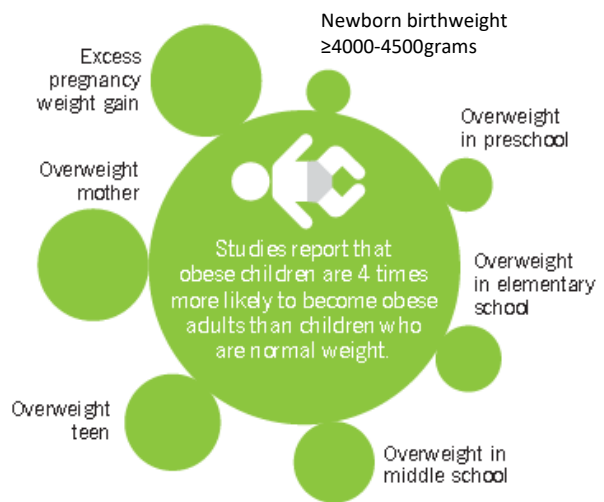 Newborn birthweight
≥4000-4500grams
Excess
pregnancy
weight gain
Overweight
in preschool
Overweight
mother
Studies report that
obese children are 4 times
more likely to become obese
adults than children who
are normal weight.
Overweight
in elementary
school
Overweight
teen
Overweight in
middle school